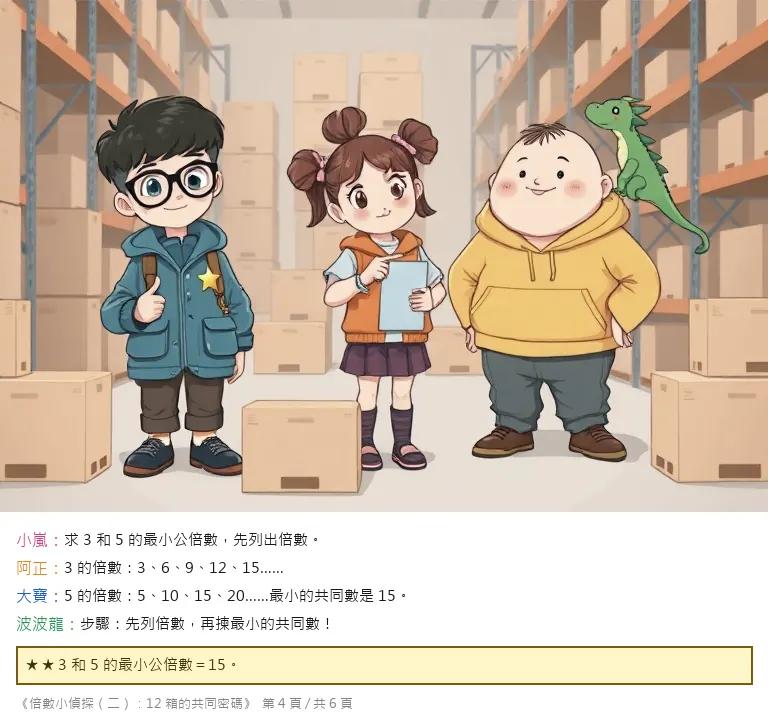 小嵐：求 3 和 5 的最小公倍數，先列出倍數。
阿正：3 的倍數：3、6、9、12、15……
大寶：5 的倍數：5、10、15、20……最小的共同數是 15。
波波龍：步驟：先列倍數，再揀最小的共同數！
★★3 和 5 的最小公倍數＝15。
《倍數小偵探（二）：12 箱的共同密碼》 第 4 頁 / 共 6 頁